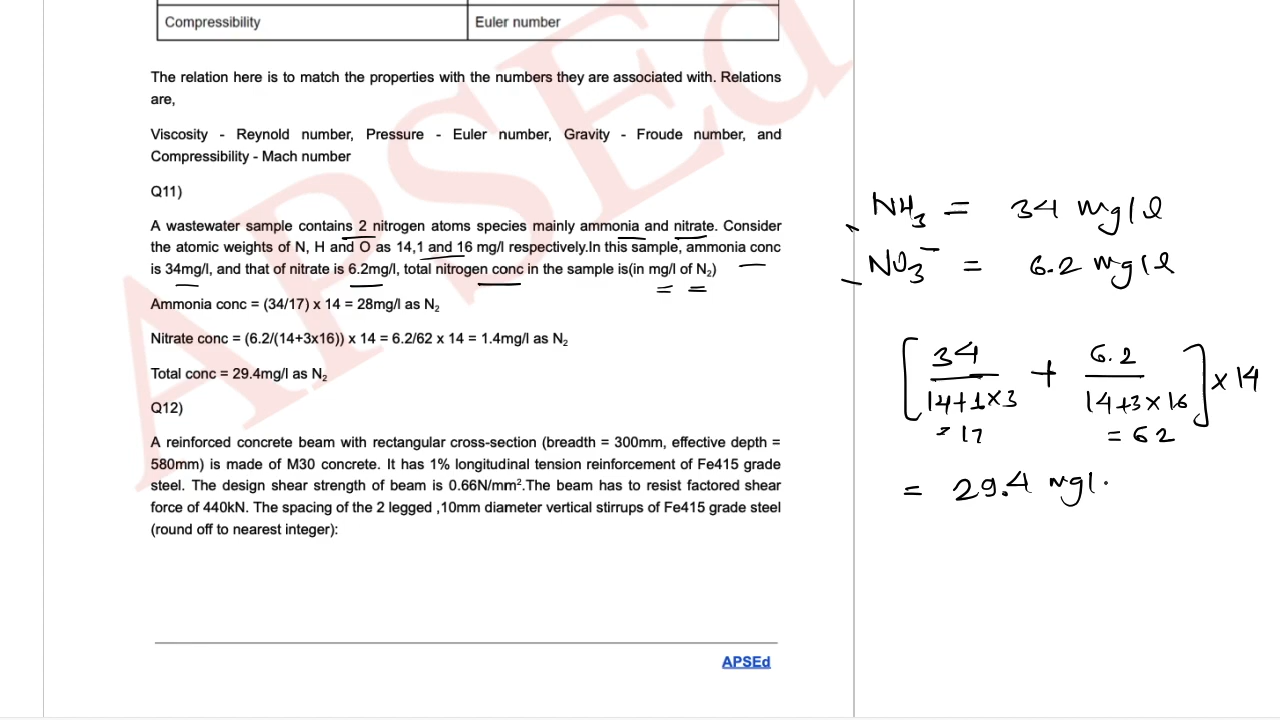 Compressibility Euler number
The relation here is to match the properties with the numbers they are associated with. Relations
are,
Viscosity - Reynold number, Pressure - Euler number, Gravity - Froude number, and
Compressibility - Mach number
Q11)
A wastewater sample contains 2 nitrogen atoms species mainly ammonia and nitrate. Consider
the atomic weights of N, H and O as 14,1 and 16 mg/l respectively.In this sample, ammonia conc
is 34mg/l, and that of nitrate is 6.2mg/l, total nitrogen conc in the sample is(in mg/l of N₂)
Ammonia conc = (34/17) x 14 = 28mg/l as N₂
Nitrate conc = (6.2/(14+3x16)) x 14 = 6.2/62 x 14 = 1.4mg/l as N₂
Total conc = 29.4mg/l as N₂
Q12)
A reinforced concrete beam with rectangular cross-section (breadth = 300mm, effective depth =
580mm) is made of M30 concrete. It has 1% longitudinal tension reinforcement of Fe415 grade
steel. The design shear strength of beam is 0.66N/mm².The beam has to resist factored shear
force of 440kN. The spacing of the 2 legged ,10mm diameter vertical stirrups of Fe415 grade steel
(round off to nearest integer):
APSEd
APSEd
NH₃ = 34 mg/l
NO₃⁻ = 6.2 mg/l
[34/(14+1×3) + 6.2/(14+3×16)] × 14
= 17 = 62
= 29.4 mg/.